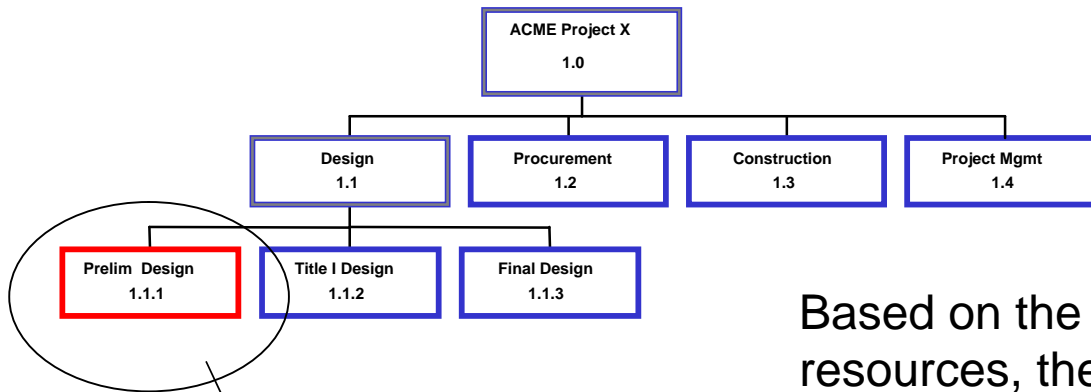 ACME Project X
1.0
Design
1.1
Procurement
1.2
Construction
1.3
Project Mgmt
1.4
Prelim Design
1.1.1
Title I Design
1.1.2
Final Design
1.1.3
Based on the
resources, the